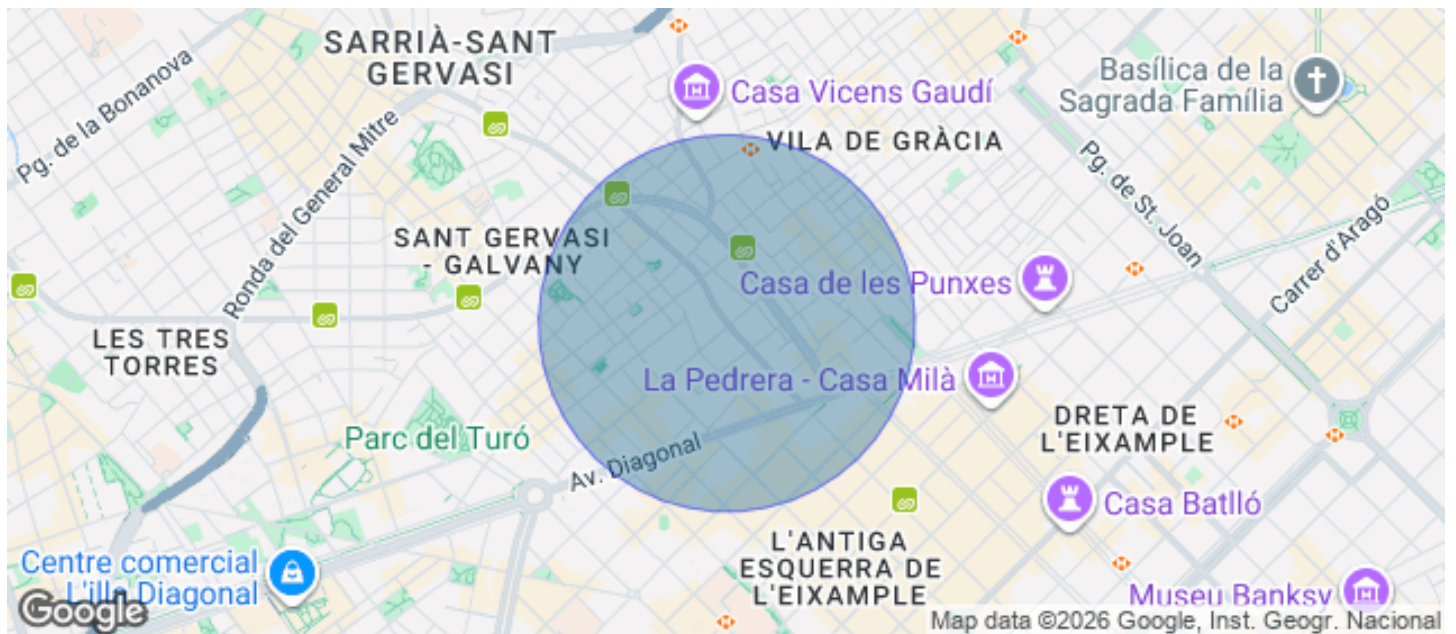 SARRIÀ-SANT
GERVASI
Pg. de la Bonanova
Ronda del General Mitre
Casa Vicens Gaudí
VILA DE GRÀCIA
Basílica de la
Sagrada Família
Pg. de St. Joan
Carrer d'Aragó
SANT GERVASI
- GALVANY
Casa de les Punxes
LES TRES
TORRES
La Pedrera - Casa Milà
DRETA DE
L'EIXAMPLE
Parc del Turó
Av. Diagonal
Casa Batlló
L'ANTIGA
ESQUERRA DE
L'EIXAMPLE
Centre comercial
L'illa Diagonal
Museu Banksy
Google
Map data ©2026 Google, Inst. Geogr. Nacional